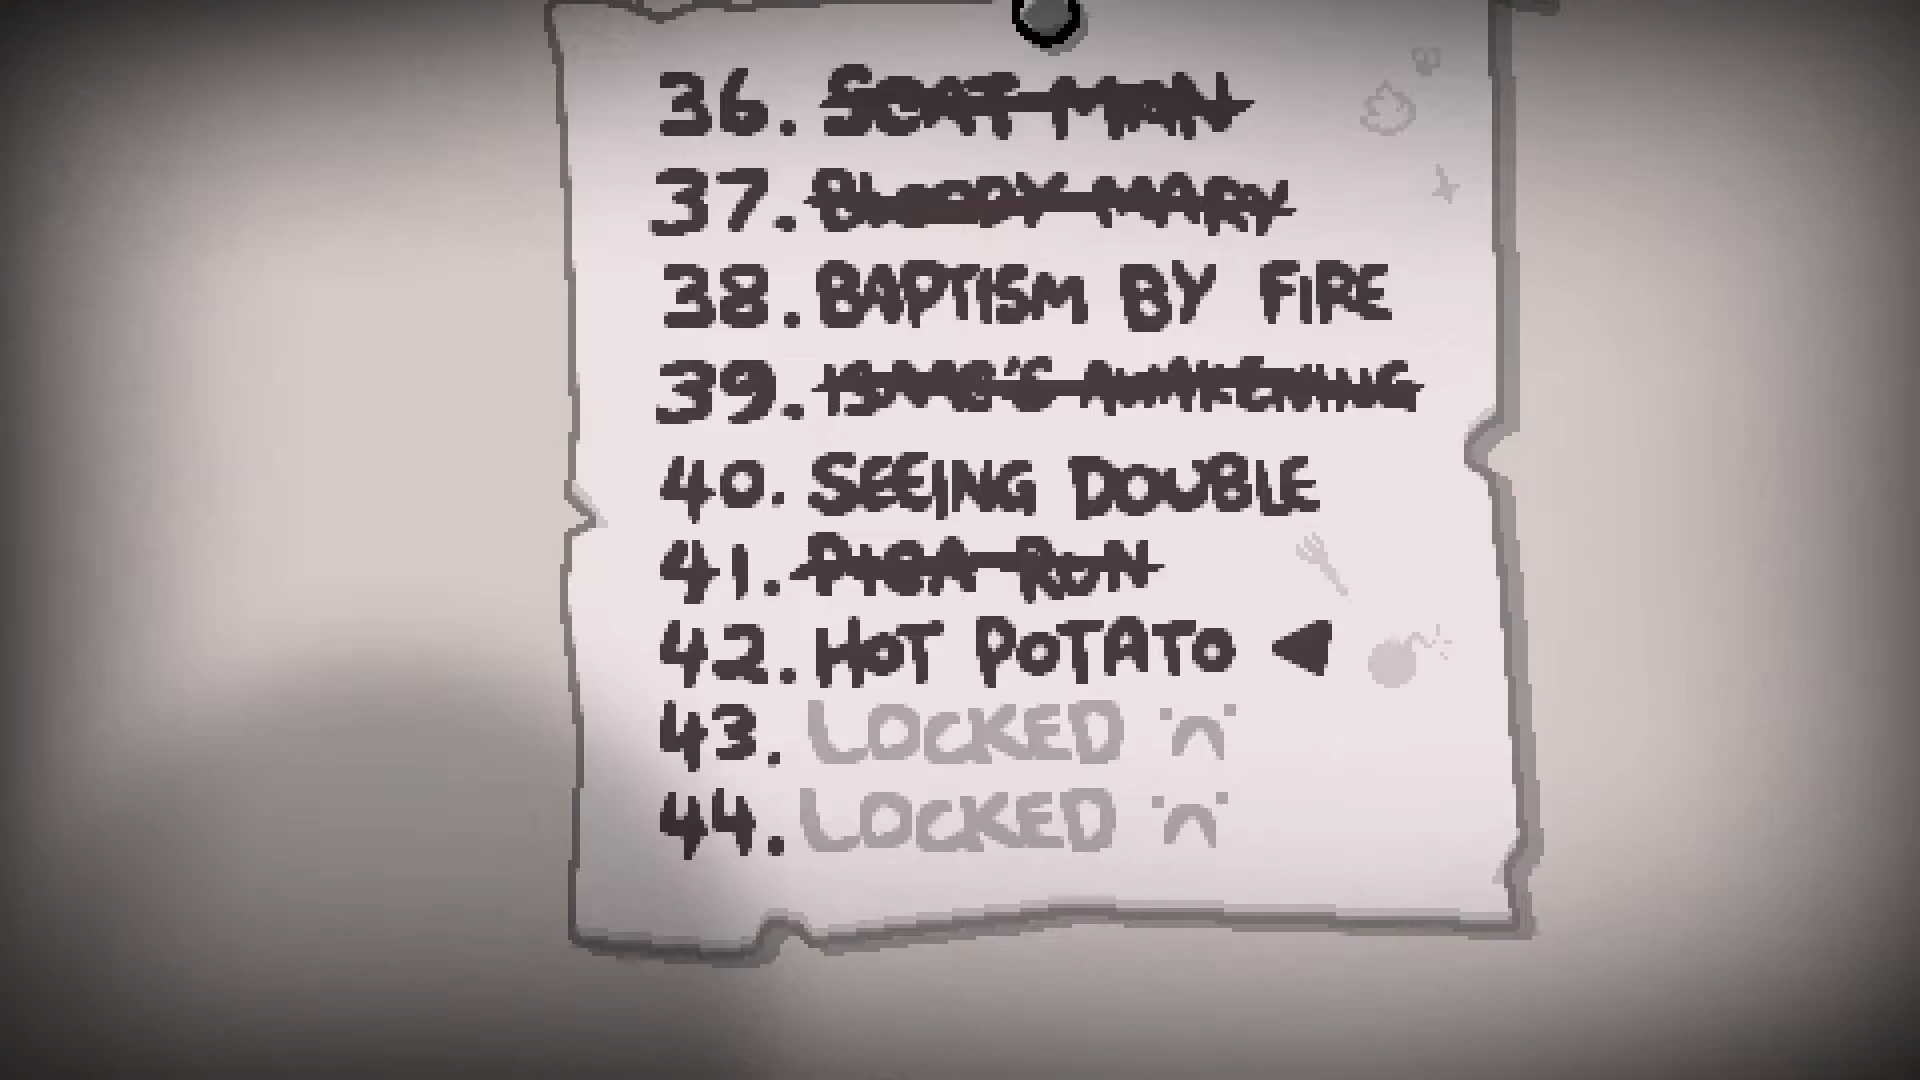 36. SCAT MAN
37. BLOODY MARY
38. BAPTISM BY FIRE
39. ISAAC'S AWAKENING
40. SEEING DOUBLE
41. PICA RUN
42. HOT POTATO
43. LOCKED
44. LOCKED